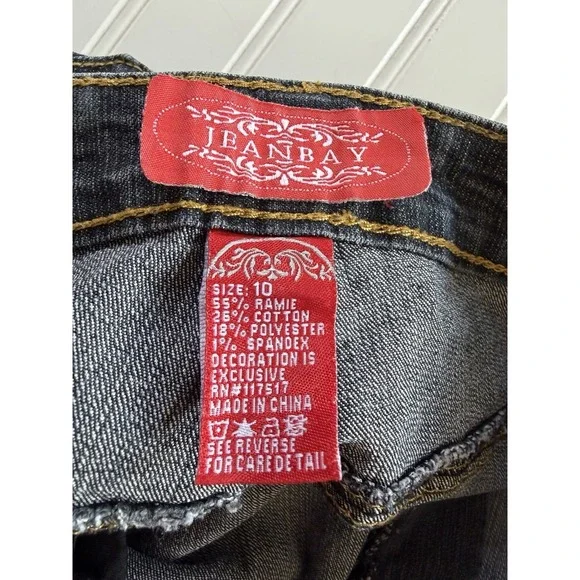 JEANBAY
SIZE: 10
55% RAMIE
26% COTTON
18% POLYESTER
1% SPANDEX
DECORATION IS
EXCLUSIVE
RN#117517
MADE IN CHINA
SEE REVERSE
FOR CARE DETAIL